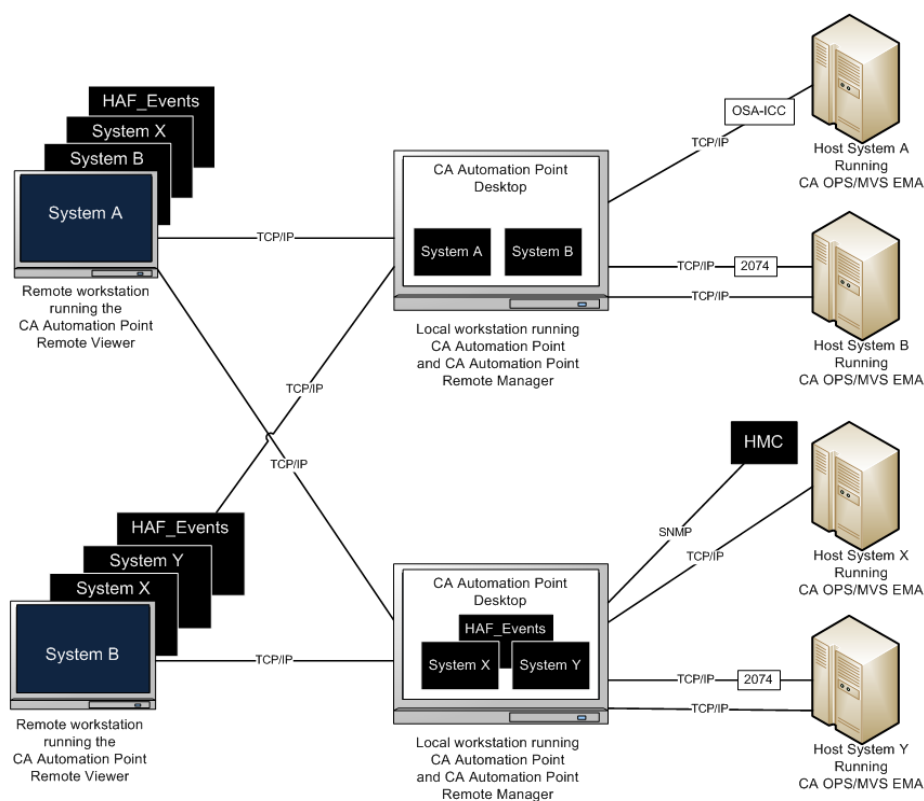 HAF_Events
System X
System B
System A
Remote workstation
running the
CA Automation Point
Remote Viewer
TCP/IP
TCP/IP
TCP/IP
HAF_Events
System Y
System X
System B
Remote workstation
running the
CA Automation Point
Remote Viewer
TCP/IP
CA Automation Point
Desktop
System A
System B
Local workstation running
CA Automation Point
and CA Automation Point
Remote Manager
CA Automation Point
Desktop
HAF_Events
System X
System Y
Local workstation running
CA Automation Point
and CA Automation Point
Remote Manager
OSA-ICC
TCP/IP
Host System A
Running
CA OPS/MVS EMA
TCP/IP
2074
TCP/IP
Host System B
Running
CA OPS/MVS EMA
HMC
SNMP
TCP/IP
Host System X
Running
CA OPS/MVS EMA
TCP/IP
2074
TCP/IP
Host System Y
Running
CA OPS/MVS EMA